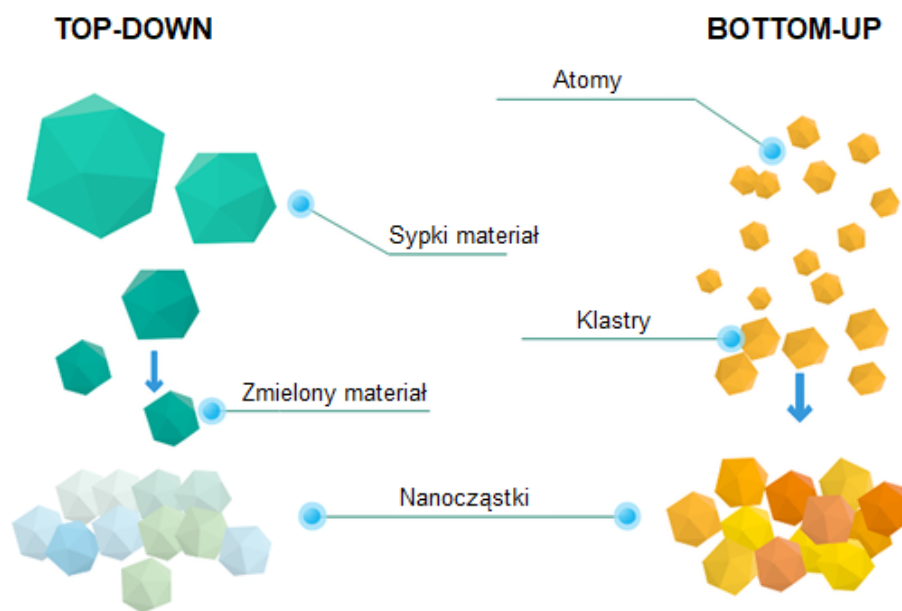 TOP-DOWN
BOTTOM-UP
Atomy
Sypki materiał
Klastry
Zmielony materiał
Nanocząstki